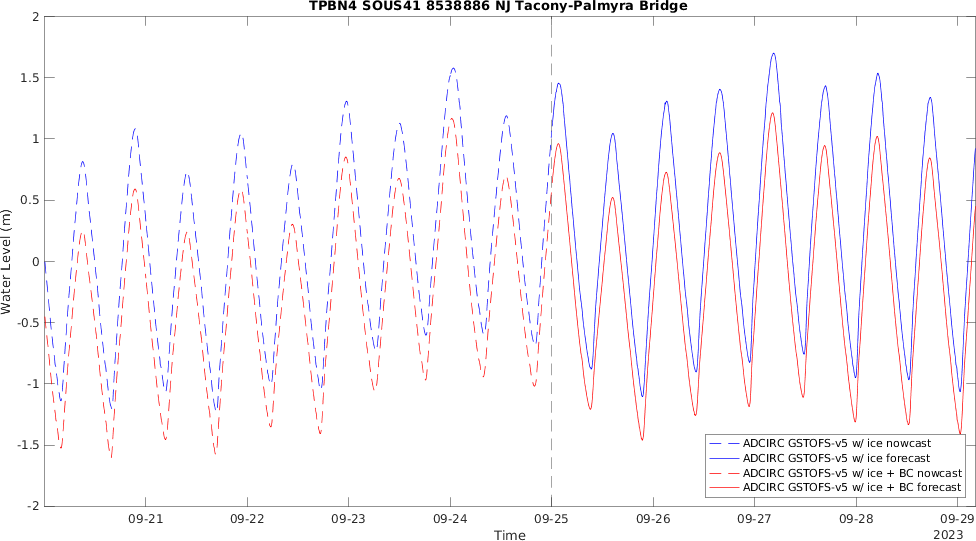 TPBN4 SOUS41 8538886 NJ Tacony-Palmyra Bridge
2
1.5
1
0.5
0
-0.5
-1
-1.5
-2
Water Level (m)
ADCIRC GSTOFS-v5 w/ ice nowcast
ADCIRC GSTOFS-v5 w/ ice forecast
ADCIRC GSTOFS-v5 w/ ice + BC nowcast
ADCIRC GSTOFS-v5 w/ ice + BC forecast
09-21 09-22 09-23 09-24 09-25 09-26 09-27 09-28 09-29
Time
2023